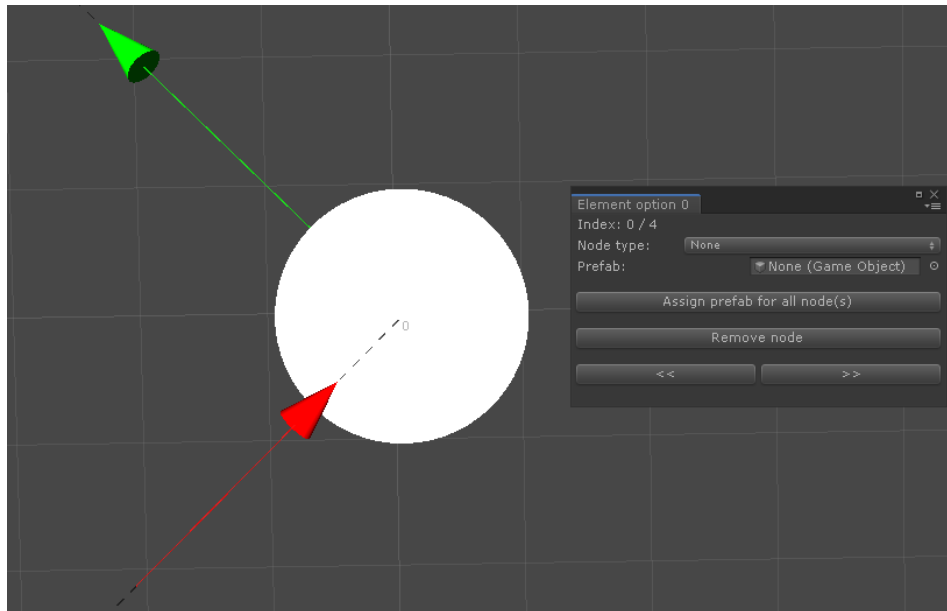 0
Element option 0
Index: 0 / 4
Node type: None
Prefab: None (Game Object)
Assign prefab for all node(s)
Remove node
<< >>